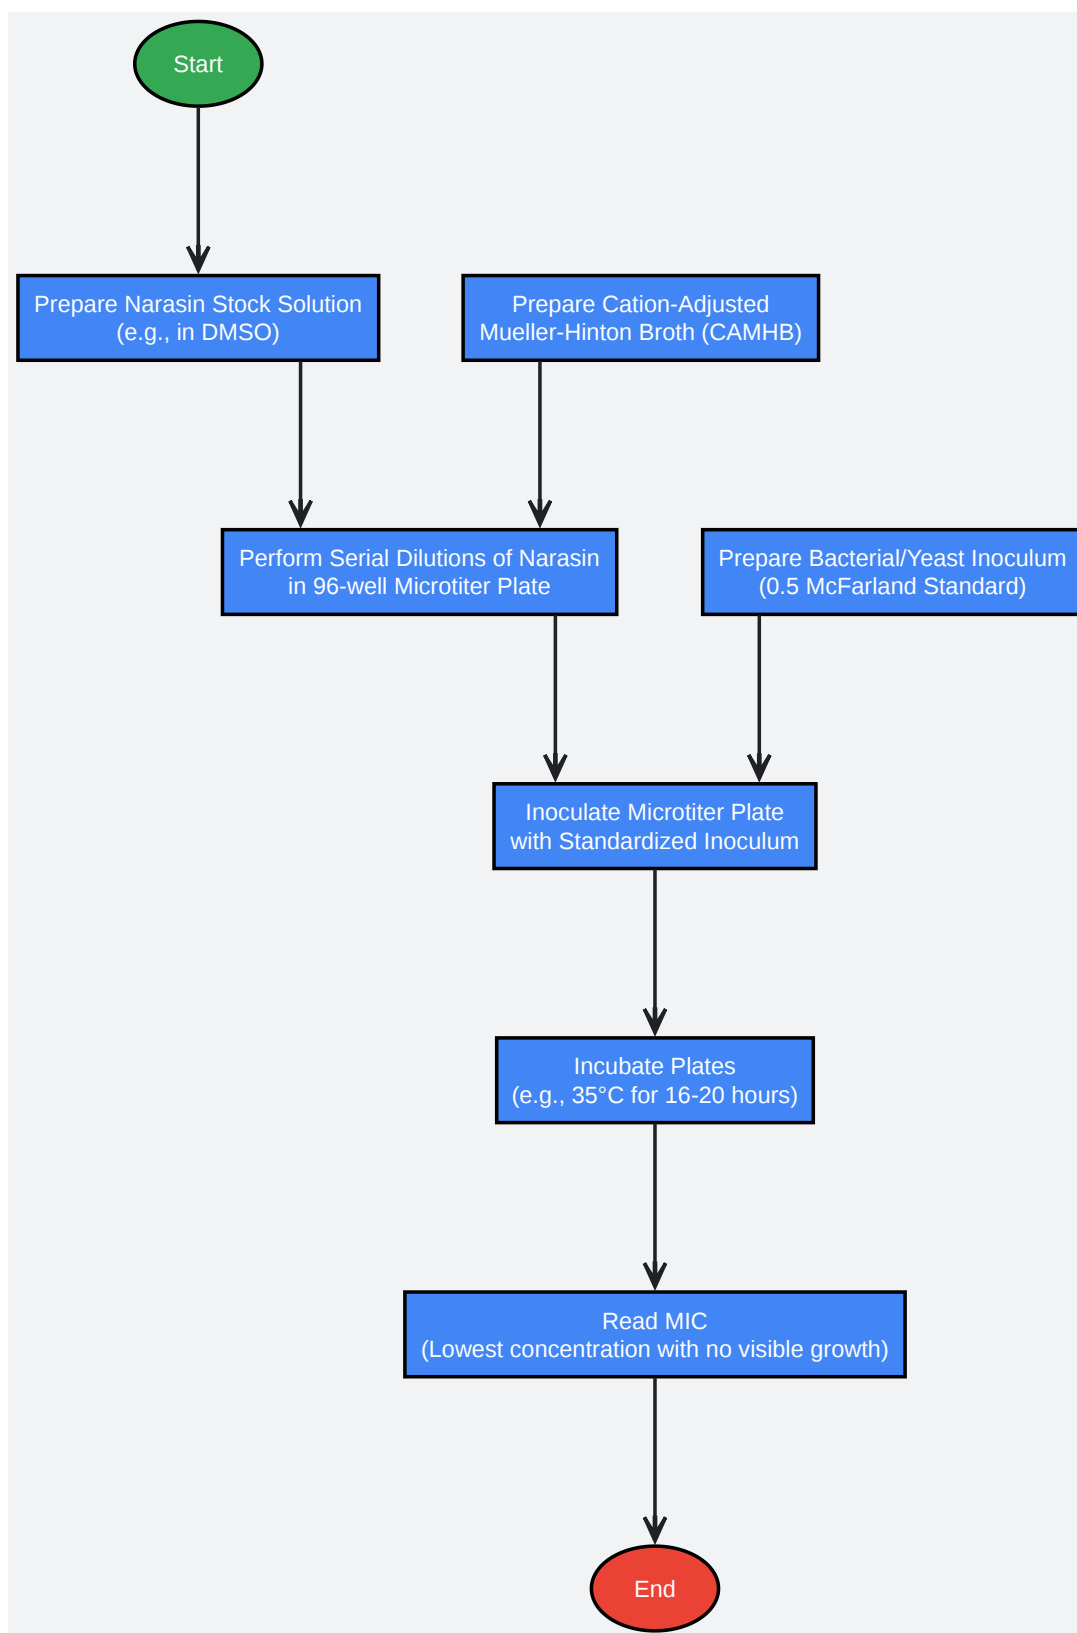 Start
Prepare Narasin Stock Solution
(e.g., in DMSO)
Prepare Cation-Adjusted
Mueller-Hinton Broth (CAMHB)
Perform Serial Dilutions of Narasin
in 96-well Microtiter Plate
Prepare Bacterial/Yeast Inoculum
(0.5 McFarland Standard)
Inoculate Microtiter Plate
with Standardized Inoculum
Incubate Plates
(e.g., 35°C for 16-20 hours)
Read MIC
(Lowest concentration with no visible growth)
End